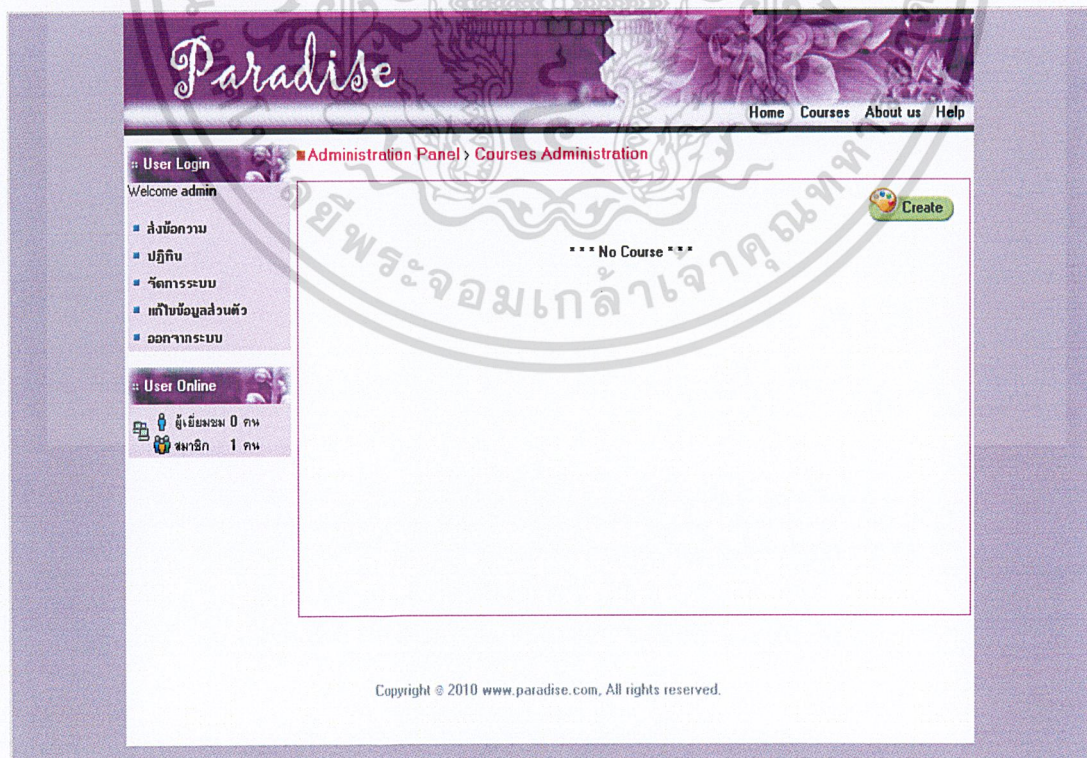 Paradise
Home Courses About us Help
:: User Login
Welcome admin
ส่งข้อความ
ปฏิทิน
จัดการระบบ
แก้ไขข้อมูลส่วนตัว
ออกจากระบบ
:: User Online
ผู้เยี่ยมชม 0 คน
สมาชิก 1 คน
Administration Panel › Courses Administration
Create
* * * No Course * * *
Copyright © 2010 www.paradise.com, All rights reserved.